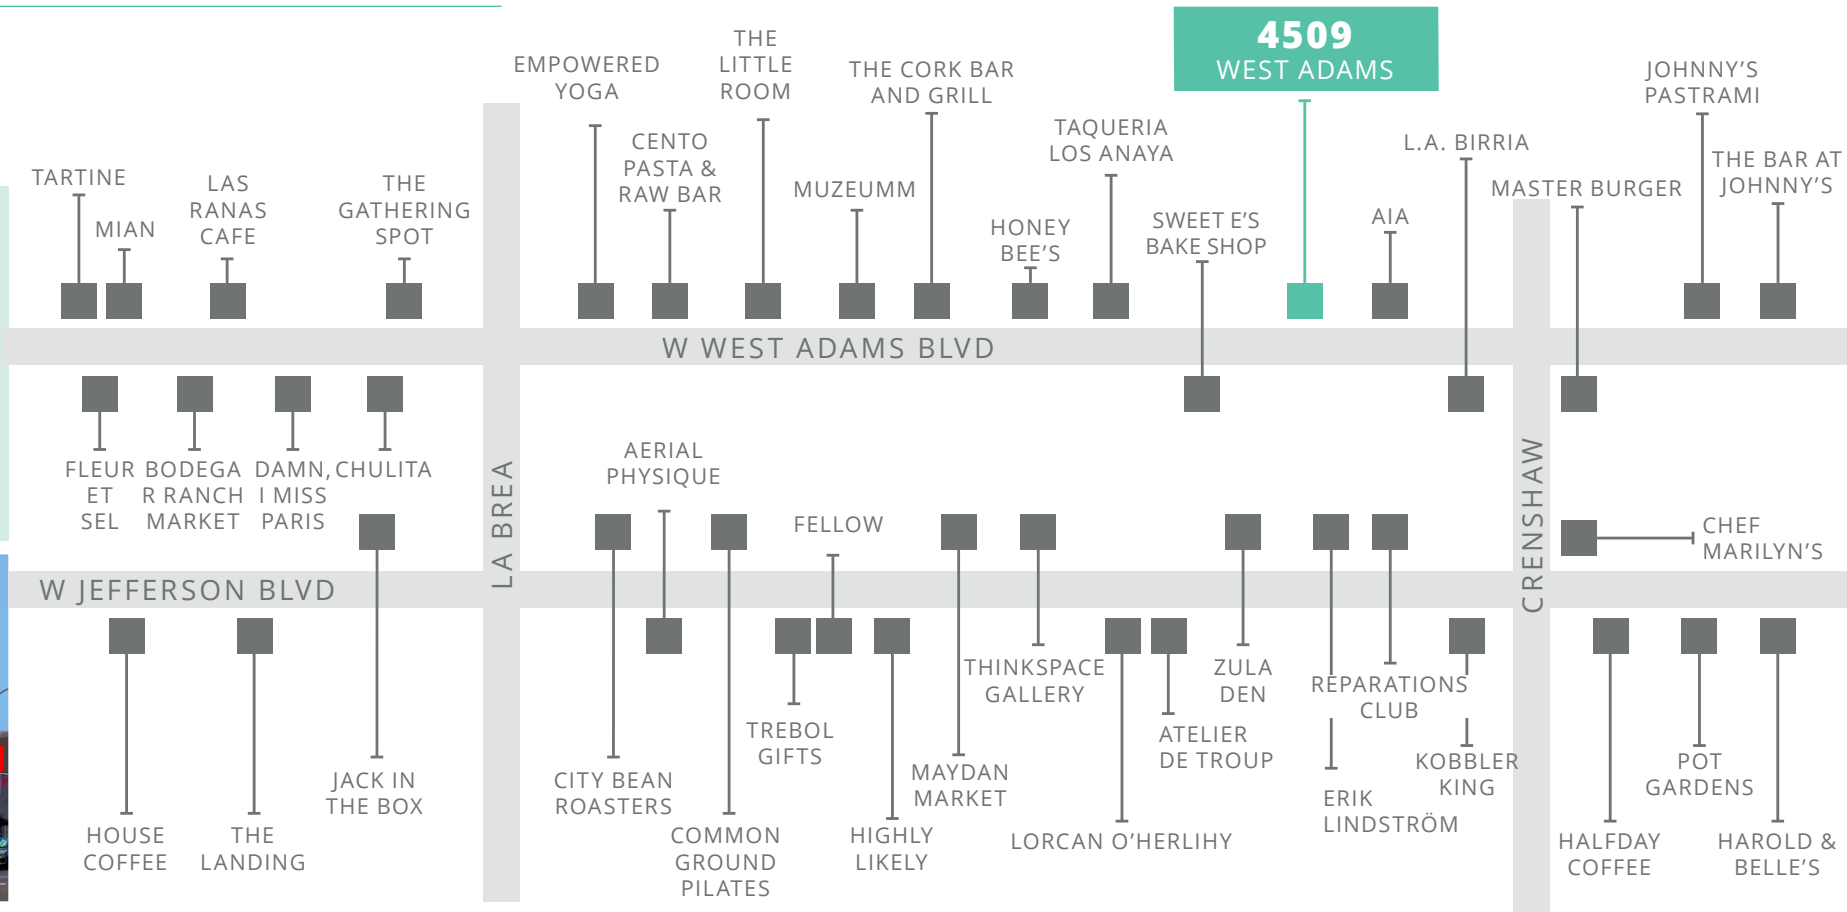 4509
WEST ADAMS
THE
LITTLE
ROOM
EMPOWERED
YOGA
THE CORK BAR
AND GRILL
JOHNNY'S
PASTRAMI
TAQUERIA
LOS ANAYA
CENTO
PASTA &
RAW BAR
L.A. BIRRIA
THE BAR AT
JOHNNY'S
TARTINE
LAS
RANAS
CAFE
THE
GATHERING
SPOT
MUZEUMM
MASTER BURGER
MIAN
HONEY
BEE'S
SWEET E'S
BAKE SHOP
AIA
W WEST ADAMS BLVD
FLEUR
ET
SEL
BODEGA
R RANCH
MARKET
DAMN,
I MISS
PARIS
CHULITA
LA BREA
AERIAL
PHYSIQUE
FELLOW
CRENSHAW
CHEF
MARILYN'S
W JEFFERSON BLVD
THINKSPACE
GALLERY
ZULA
DEN
REPARATIONS
CLUB
TREBOL
GIFTS
ATELIER
DE TROUP
JACK IN
THE BOX
CITY BEAN
ROASTERS
MAYDAN
MARKET
KOBBLER
KING
POT
GARDENS
ERIK
LINDSTRÖM
HOUSE
COFFEE
THE
LANDING
COMMON
GROUND
PILATES
HIGHLY
LIKELY
LORCAN O'HERLIHY
HALFDAY
COFFEE
HAROLD &
BELLE'S